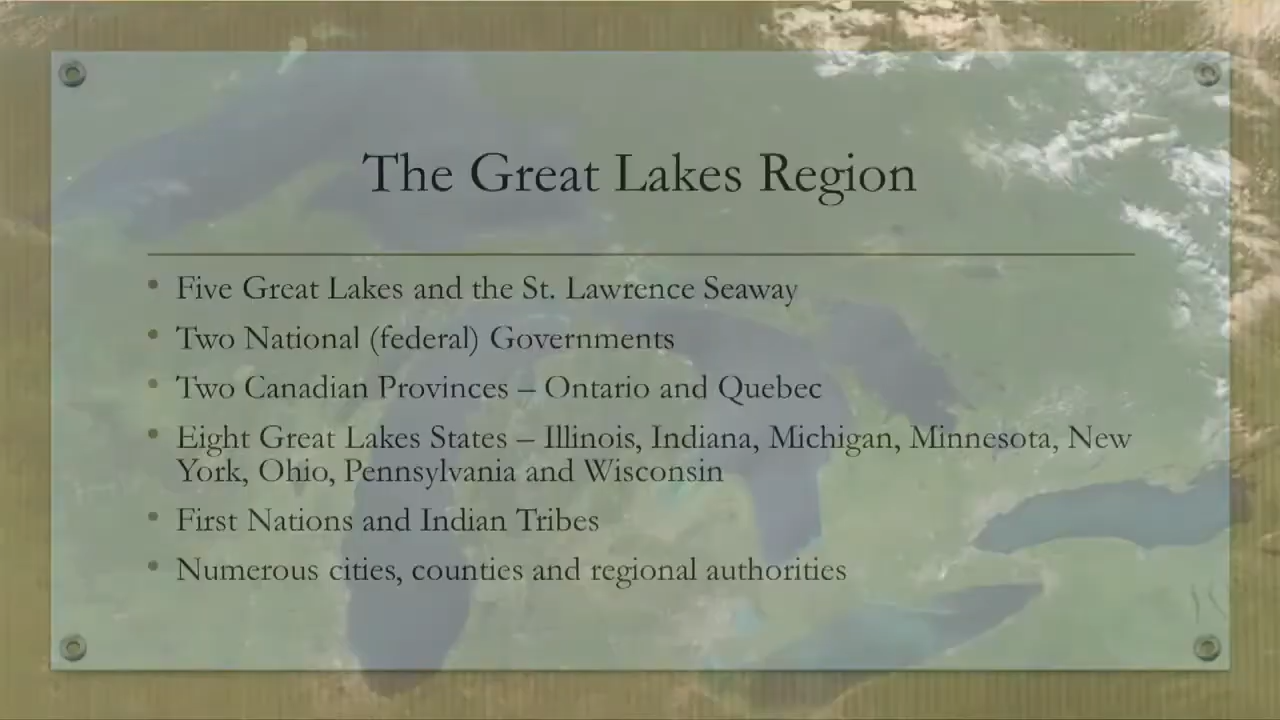 The Great Lakes Region
• Five Great Lakes and the St. Lawrence Seaway
• Two National (federal) Governments
• Two Canadian Provinces – Ontario and Quebec
• Eight Great Lakes States – Illinois, Indiana, Michigan, Minnesota, New
York, Ohio, Pennsylvania and Wisconsin
• First Nations and Indian Tribes
• Numerous cities, counties and regional authorities